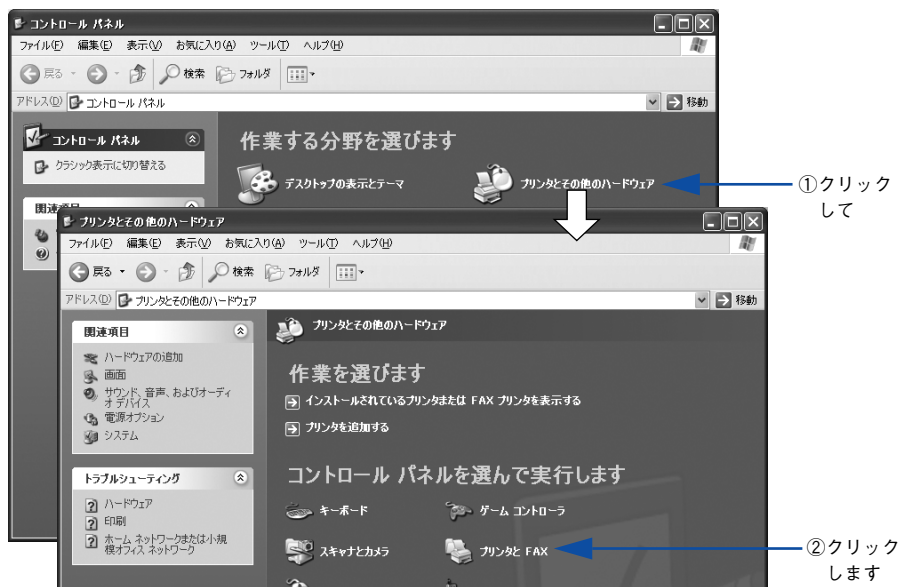 コントロール パネル
ファイル(F) 編集(E) 表示(V) お気に入り(A) ツール(T) ヘルプ(H)
戻る 検索 フォルダ
アドレス(D) コントロール パネル 移動
コントロール パネル
クラシック表示に切り替える
作業する分野を選びます
デスクトップの表示とテーマ プリンタとその他のハードウェア
①クリック
して
プリンタとその他のハードウェア
ファイル(F) 編集(E) 表示(V) お気に入り(A) ツール(T) ヘルプ(H)
戻る 検索 フォルダ
アドレス(D) プリンタとその他のハードウェア 移動
関連項目
ハードウェアの追加
画面
サウンド、音声、およびオーディ
オ デバイス
電源オプション
システム
トラブルシューティング
ハードウェア
印刷
ホーム ネットワークまたは小規
模オフィス ネットワーク
プリンタとその他のハードウェア
作業を選びます
インストールされているプリンタまたは FAX プリンタを表示する
プリンタを追加する
コントロール パネルを選んで実行します
キーボード ゲーム コントローラ
スキャナとカメラ プリンタと FAX
②クリック
します